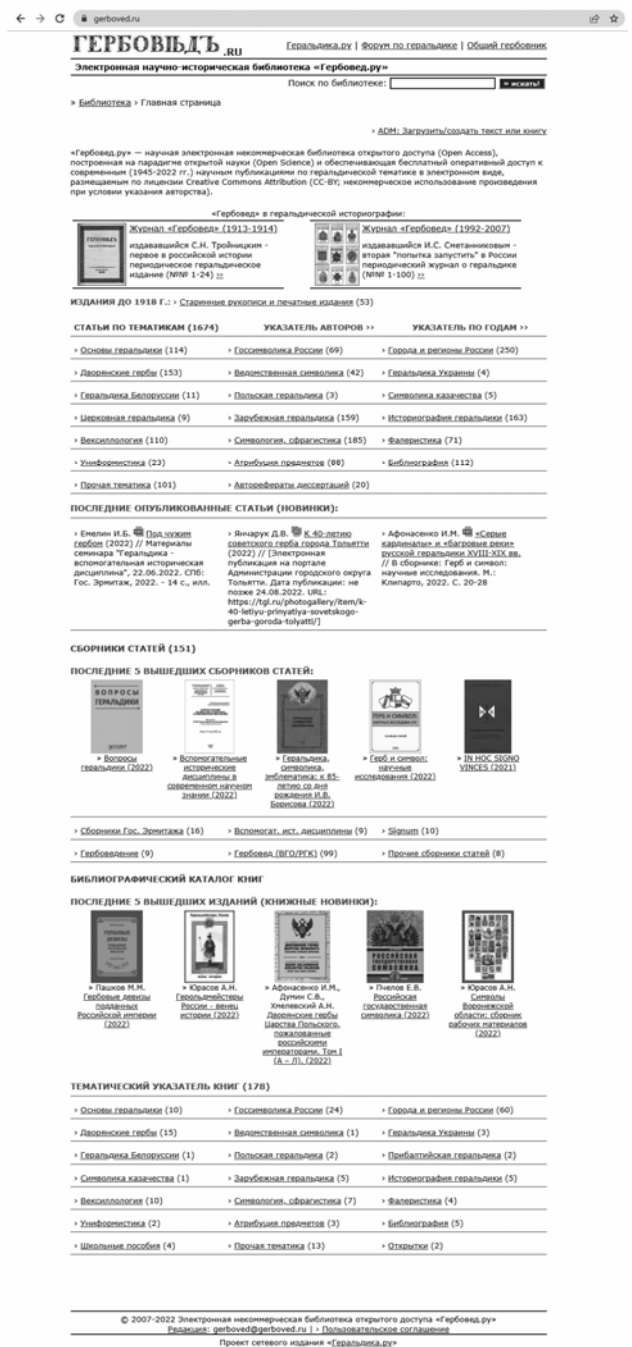 gerboved.ru
ГЕРБОВѢДЪ.RU
Геральдика.ру | Форум по геральдике | Общий гербовник
Электронная научно-историческая библиотека «Гербовед.ру»
Поиск по библиотеке: » искать!
» Библиотека › Главная страница
› ADM: Загрузить/создать текст или книгу
«Гербовед.ру» — научная электронная некоммерческая библиотека открытого доступа (Open Access),
построенная на парадигме открытой науки (Open Science) и обеспечивающая бесплатный оперативный доступ к
современным (1945-2022 гг.) научным публикациями по геральдической тематике в электронном виде,
размещаемым по лицензии Creative Commons Attribution (CC-BY; некоммерческое использование произведения
при условии указания авторства).
«Гербовед» в геральдической историографии:
ГЕРБОВѢДЪ
Журнал «Гербовед» (1913-1914)
издававшийся С.Н. Тройницким -
первое в российской истории
периодическое геральдическое
издание (№№ 1-24) »
Журнал «Гербовед» (1992-2007)
издававшийся И.С. Сметанниковым -
вторая "попытка запустить" в России
периодический журнал о геральдике
(№№ 1-100) »
ИЗДАНИЯ ДО 1918 Г.: › Старинные рукописи и печатные издания (53)
СТАТЬИ ПО ТЕМАТИКАМ (1674) УКАЗАТЕЛЬ АВТОРОВ »» УКАЗАТЕЛЬ ПО ГОДАМ »»
› Основы геральдики (114) › Госсимволика России (69) › Города и регионы России (250)
› Дворянские гербы (153) › Ведомственная символика (42) › Геральдика Украины (4)
› Геральдика Белоруссии (11) › Польская геральдика (3) › Символика казачества (5)
› Церковная геральдика (9) › Зарубежная геральдика (159) › Историография геральдики (163)
› Вексиллология (110) › Симвология, сфрагистика (185) › Фалеристика (71)
› Униформистика (23) › Атрибуция предметов (88) › Библиография (112)
› Прочая тематика (101) › Авторефераты диссертаций (20)
ПОСЛЕДНИЕ ОПУБЛИКОВАННЫЕ СТАТЬИ (НОВИНКИ):
› Емелин И.Б. Под чужим
гербом (2022) // Материалы
семинара "Геральдика -
вспомогательная историческая
дисциплина", 22.06.2022. СПб:
Гос. Эрмитаж, 2022. - 14 с., илл.
› Янчарук Д.В. К 40-летию
советского герба города Тольятти
(2022) // [Электронная
публикация на портале
Администрации городского округа
Тольятти. Дата публикации: не
позже 24.08.2022. URL:
https://tgl.ru/photogallery/item/k-
40-letiyu-prinyatiya-sovetskogo-
gerba-goroda-tolyatti/]
› Афонасенко И.М. «Серые
кардиналы» и «багровые реки»
русской геральдики XVIII-XIX вв.
// В сборнике: Герб и символ:
научные исследования. М.:
Клипарто, 2022. С. 20-28
СБОРНИКИ СТАТЕЙ (151)
ПОСЛЕДНИЕ 5 ВЫШЕДШИХ СБОРНИКОВ СТАТЕЙ:
ВОПРОСЫ
ГЕРАЛЬДИКИ
ГЕРБ И СИМВОЛ:
» Вопросы
геральдики (2022)
» Вспомогательные
исторические
дисциплины в
современном научном
знании (2022)
» Геральдика,
символика,
эмблематика: к 85-
летию со дня
рождения И.В.
Борисова (2022)
» Герб и символ:
научные
исследования (2022)
» IN HOC SIGNO
VINCES (2021)
› Сборники Гос. Эрмитажа (16) › Вспомогат. ист. дисциплины (9) › Signum (10)
› Гербоведение (9) › Гербовед (ВГО/РГК) (99) › Прочие сборники статей (8)
БИБЛИОГРАФИЧЕСКИЙ КАТАЛОГ КНИГ
ПОСЛЕДНИЕ 5 ВЫШЕДШИХ ИЗДАНИЙ (КНИЖНЫЕ НОВИНКИ):
ГЕРБОВЫЕ
ДЕВИЗЫ
РОССИЙСКАЯ
ГОСУДАРСТВЕННАЯ
СИМВОЛИКА
» Пашков М.М.
Гербовые девизы
подданных
Российской империи
(2022)
» Юрасов А.Н.
Герольдмейстеры
России - венец
истории (2022)
» Афонасенко И.М.,
Думин С.В.,
Хмелевский А.Н.
Дворянские гербы
Царства Польского,
пожалованные
российскими
императорами. Том I
(А – Л). (2022)
» Пчелов Е.В.
Российская
государственная
символика (2022)
» Юрасов А.Н.
Символы
Воронежской
области: сборник
рабочих материалов
(2022)
ТЕМАТИЧЕСКИЙ УКАЗАТЕЛЬ КНИГ (178)
› Основы геральдики (10) › Госсимволика России (24) › Города и регионы России (60)
› Дворянские гербы (15) › Ведомственная символика (1) › Геральдика Украины (3)
› Геральдика Белоруссии (1) › Польская геральдика (2) › Прибалтийская геральдика (2)
› Символика казачества (1) › Зарубежная геральдика (5) › Историография геральдики (5)
› Вексиллология (10) › Симвология, сфрагистика (7) › Фалеристика (4)
› Униформистика (2) › Атрибуция предметов (3) › Библиография (5)
› Школьные пособия (4) › Прочая тематика (13) › Открытки (2)
© 2007-2022 Электронная некоммерческая библиотека открытого доступа «Гербовед.ру»
Редакция: gerboved@gerboved.ru | › Пользовательское соглашение
Проект сетевого издания «Геральдика.ру»